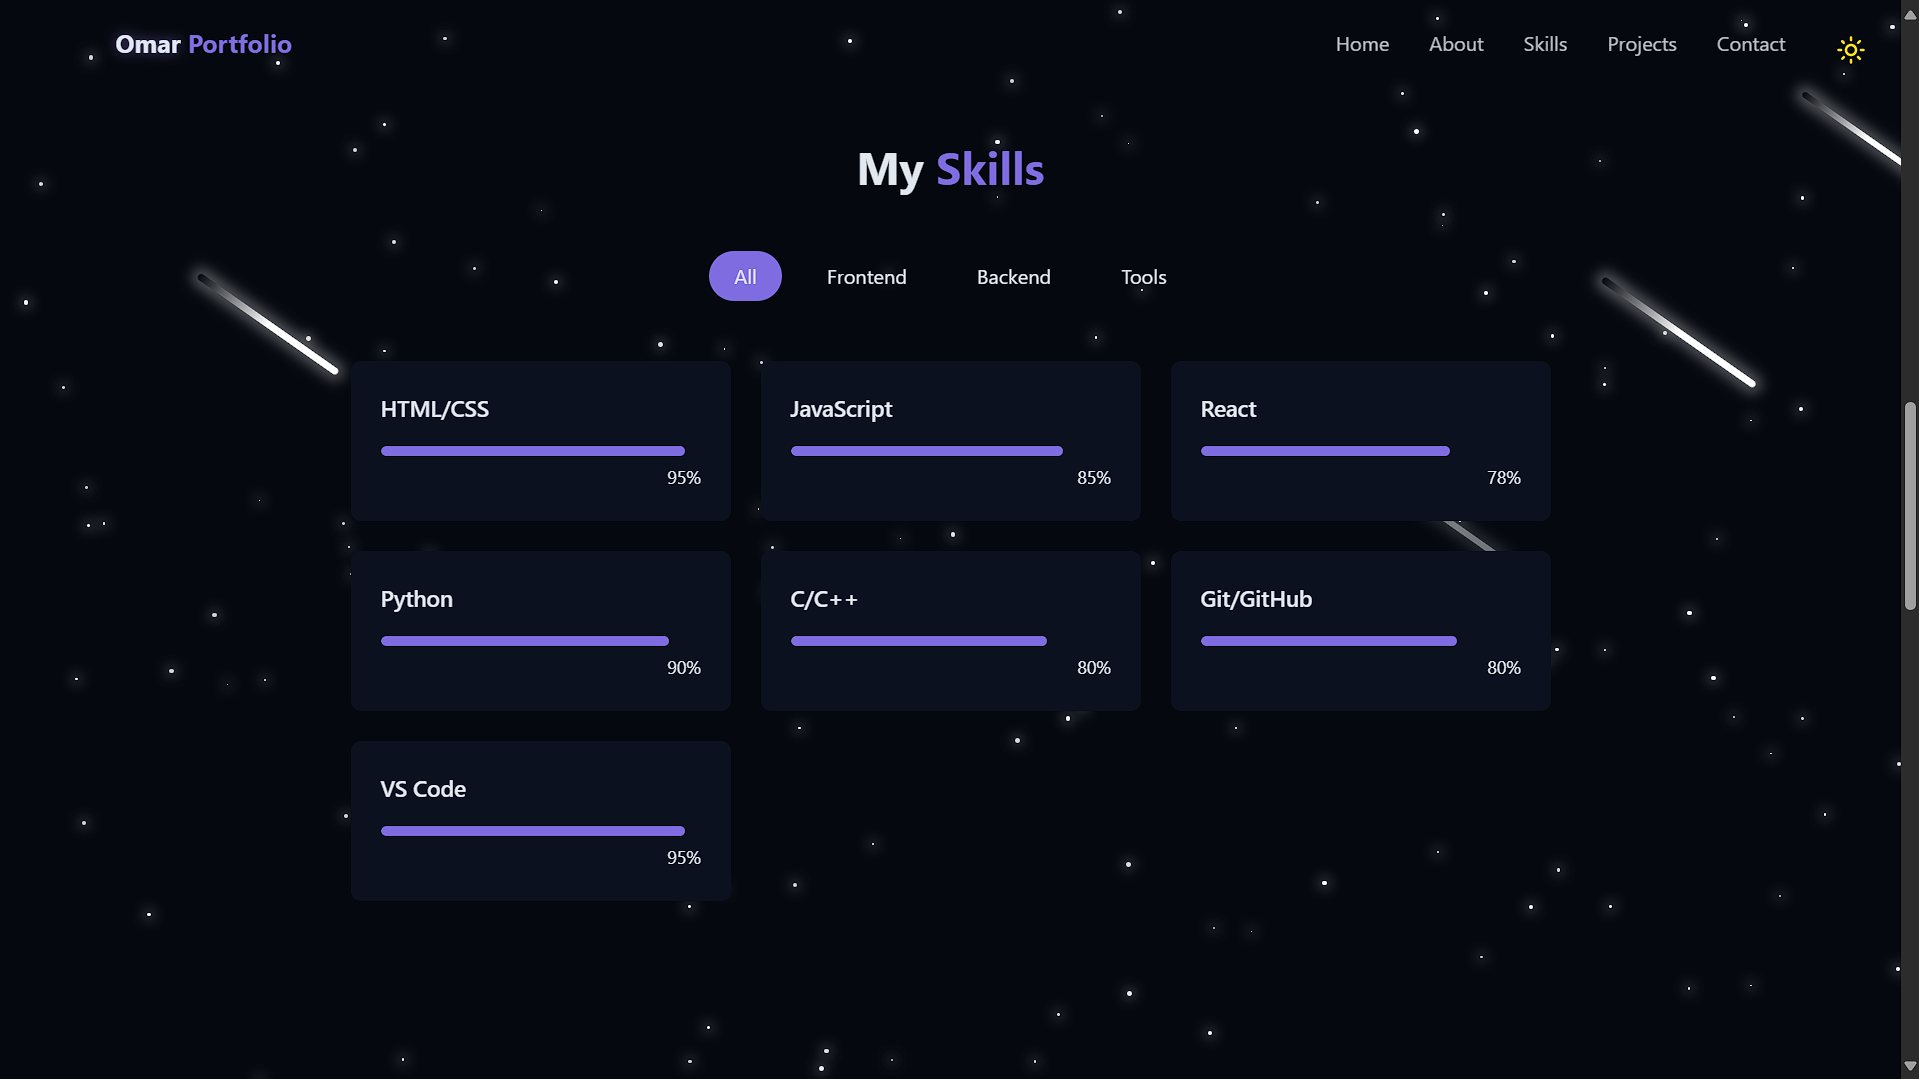 Omar Portfolio
Home About Skills Projects Contact
My Skills
All Frontend Backend Tools
HTML/CSS
95%
JavaScript
85%
React
78%
Python
90%
C/C++
80%
Git/GitHub
80%
VS Code
95%